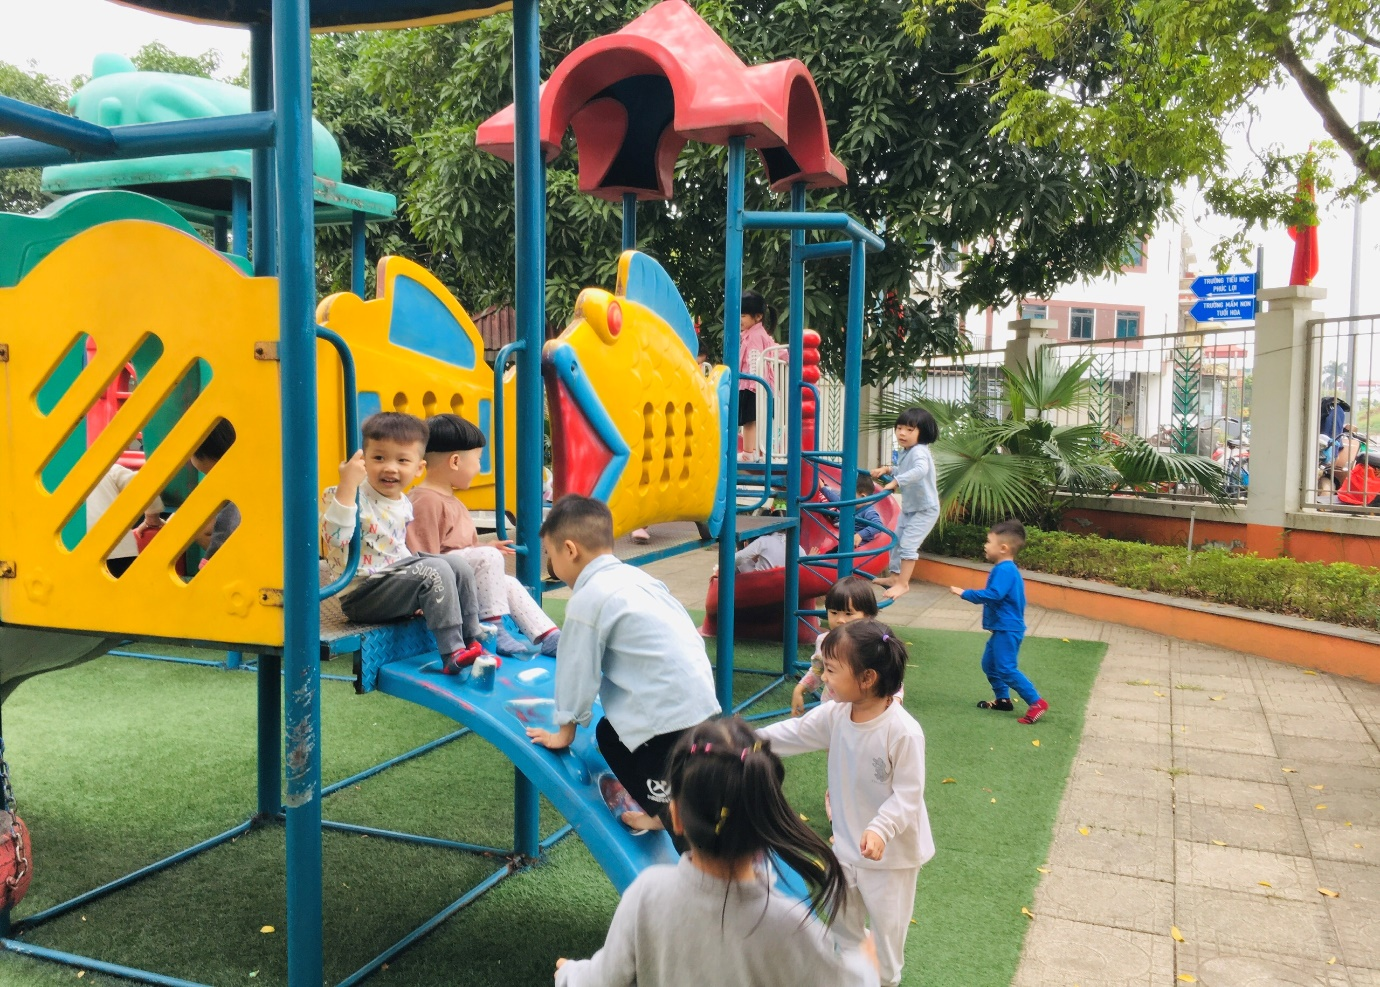 TRƯỜNG TIỂU HỌC
PHÚC LỢI
TRƯỜNG MẦM NON
TUỔI HOA
Supreme